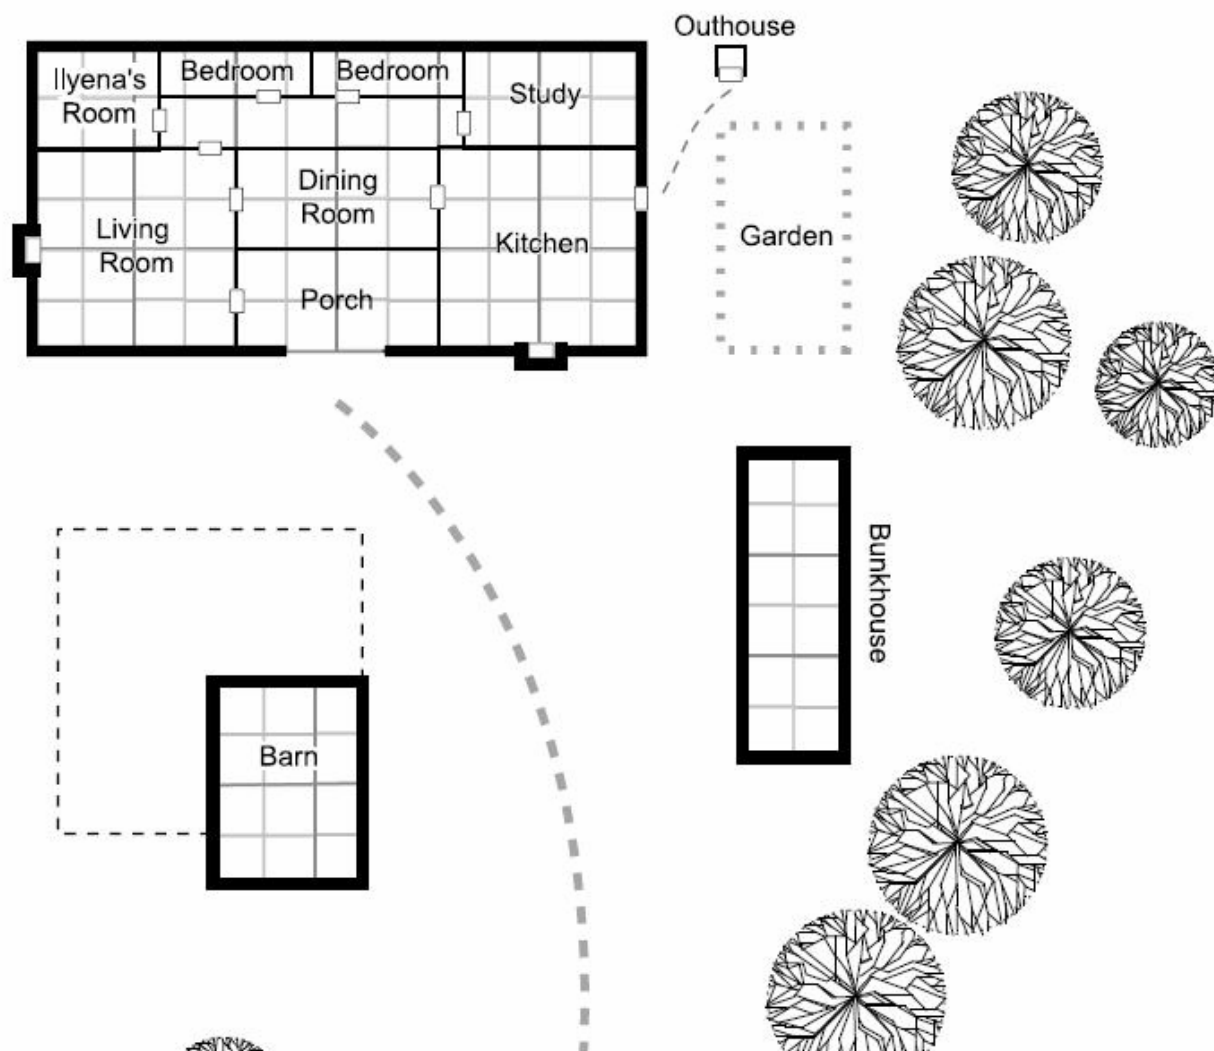 Outhouse
Ilyena's
Room
Bedroom
Bedroom
Study
Dining
Room
Living
Room
Kitchen
Garden
Porch
Bunkhouse
Barn